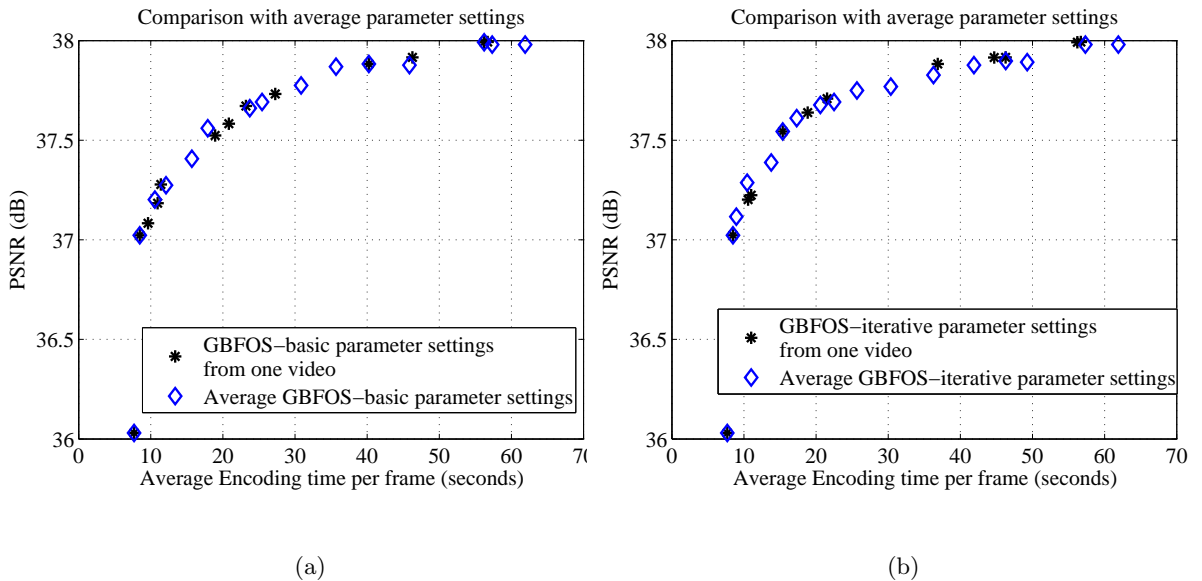 Comparison with average parameter settings
38
37.5
37
36.5
36
PSNR (dB)
GBFOS−basic parameter settings
from one video
Average GBFOS−basic parameter settings
0 10 20 30 40 50 60 70
Average Encoding time per frame (seconds)
(a)
Comparison with average parameter settings
38
37.5
37
36.5
36
PSNR (dB)
GBFOS−iterative parameter settings
from one video
Average GBFOS−iterative parameter settings
0 10 20 30 40 50 60 70
Average Encoding time per frame (seconds)
(b)